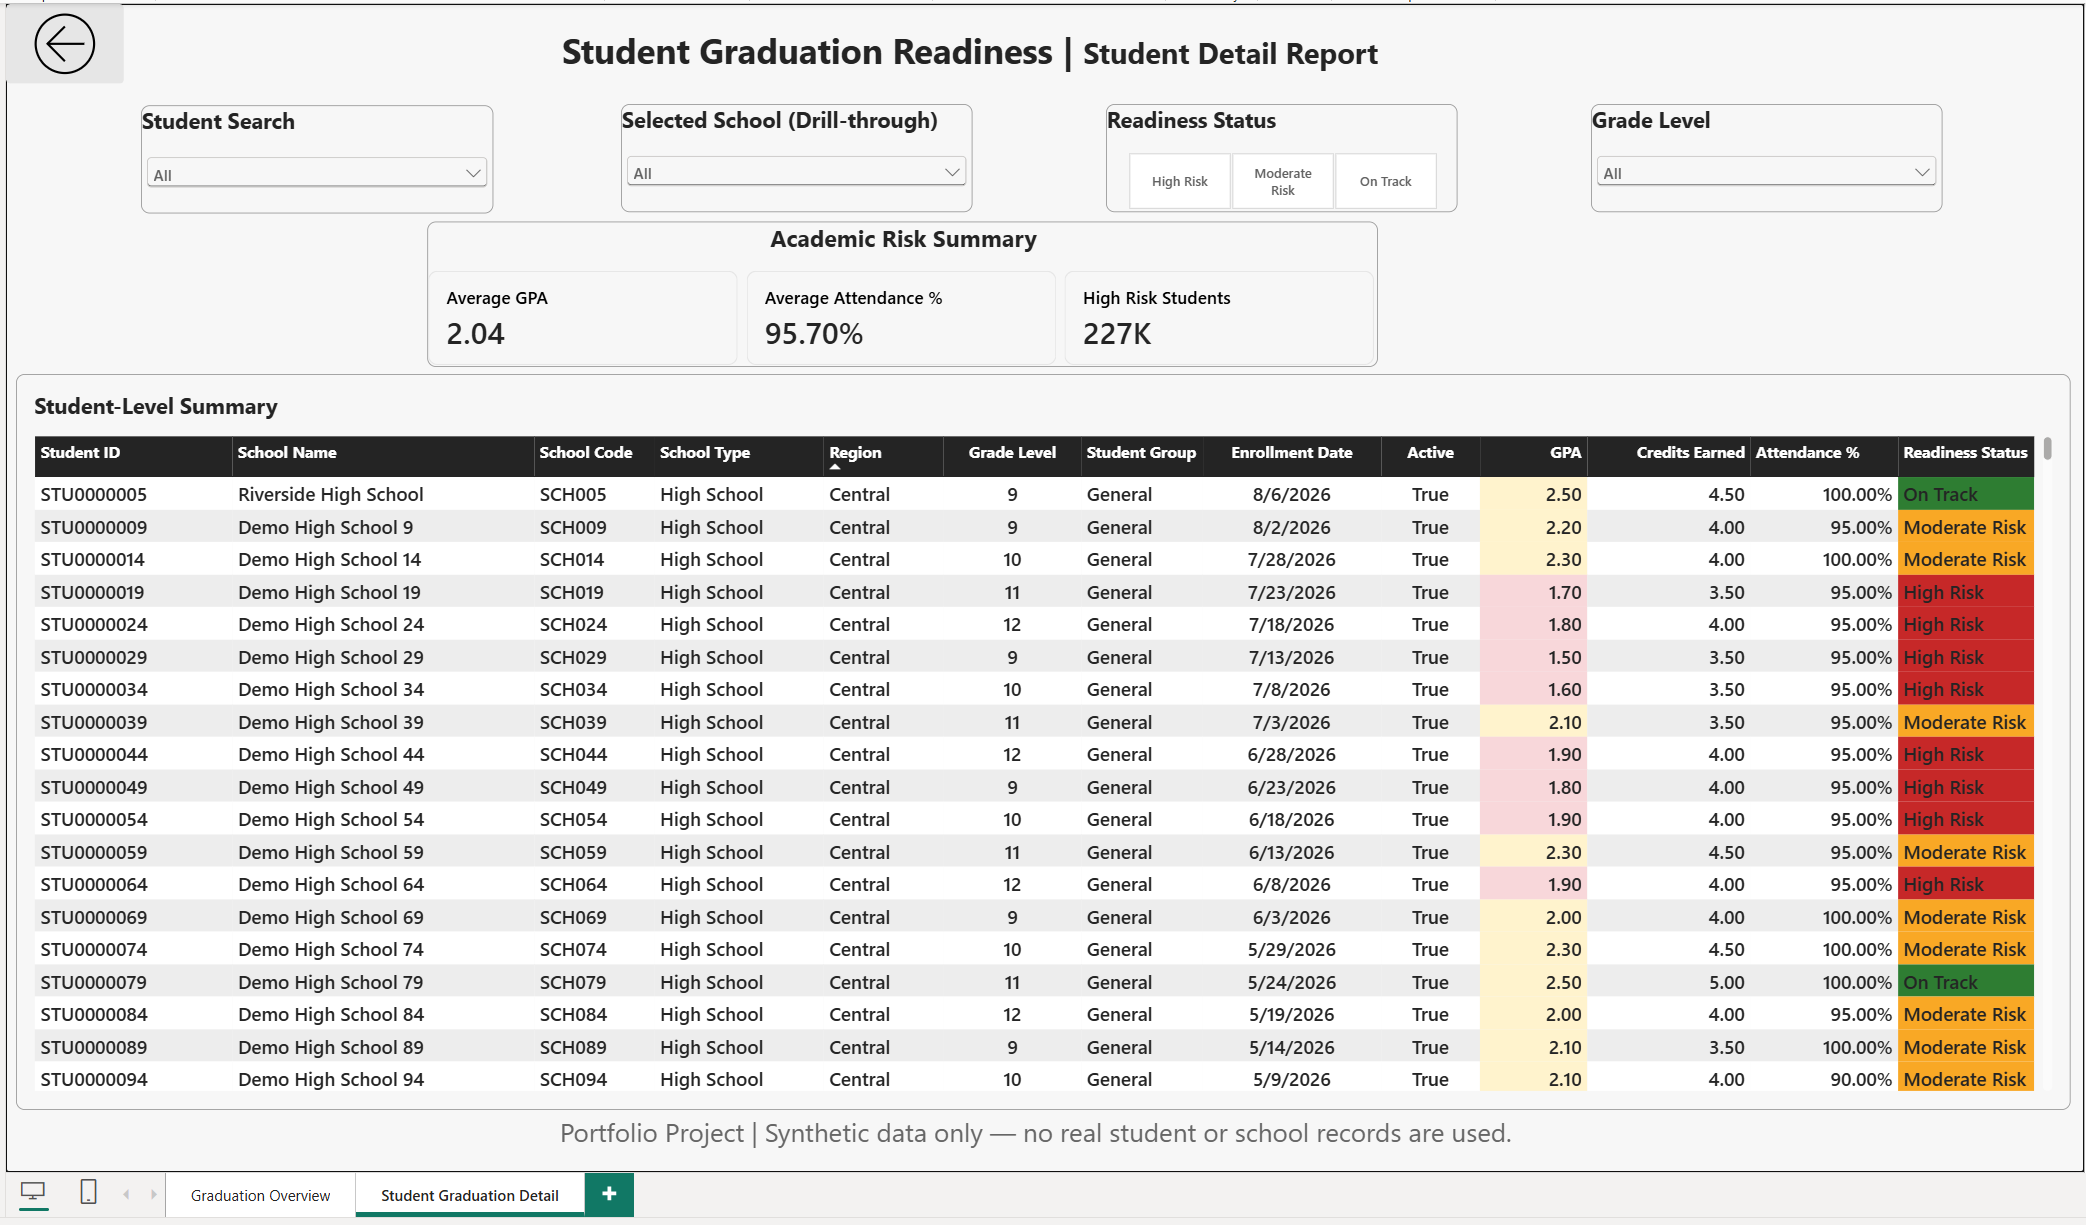 Student Graduation Readiness | Student Detail Report
Student Search
Selected School (Drill-through)
Readiness Status
Grade Level
All
All
High Risk
Moderate
Risk
On Track
All
Academic Risk Summary
Average GPA
2.04
Average Attendance %
95.70%
High Risk Students
227K
Student-Level Summary
Student ID School Name School Code School Type Region Grade Level Student Group Enrollment Date Active GPA Credits Earned Attendance % Readiness Status
STU0000005 Riverside High School SCH005 High School Central 9 General 8/6/2026 True 2.50 4.50 100.00% On Track
STU0000009 Demo High School 9 SCH009 High School Central 9 General 8/2/2026 True 2.20 4.00 95.00% Moderate Risk
STU0000014 Demo High School 14 SCH014 High School Central 10 General 7/28/2026 True 2.30 4.00 100.00% Moderate Risk
STU0000019 Demo High School 19 SCH019 High School Central 11 General 7/23/2026 True 1.70 3.50 95.00% High Risk
STU0000024 Demo High School 24 SCH024 High School Central 12 General 7/18/2026 True 1.80 4.00 95.00% High Risk
STU0000029 Demo High School 29 SCH029 High School Central 9 General 7/13/2026 True 1.50 3.50 95.00% High Risk
STU0000034 Demo High School 34 SCH034 High School Central 10 General 7/8/2026 True 1.60 3.50 95.00% High Risk
STU0000039 Demo High School 39 SCH039 High School Central 11 General 7/3/2026 True 2.10 3.50 95.00% Moderate Risk
STU0000044 Demo High School 44 SCH044 High School Central 12 General 6/28/2026 True 1.90 4.00 95.00% High Risk
STU0000049 Demo High School 49 SCH049 High School Central 9 General 6/23/2026 True 1.80 4.00 95.00% High Risk
STU0000054 Demo High School 54 SCH054 High School Central 10 General 6/18/2026 True 1.90 4.00 95.00% High Risk
STU0000059 Demo High School 59 SCH059 High School Central 11 General 6/13/2026 True 2.30 4.50 95.00% Moderate Risk
STU0000064 Demo High School 64 SCH064 High School Central 12 General 6/8/2026 True 1.90 4.00 95.00% High Risk
STU0000069 Demo High School 69 SCH069 High School Central 9 General 6/3/2026 True 2.00 4.00 100.00% Moderate Risk
STU0000074 Demo High School 74 SCH074 High School Central 10 General 5/29/2026 True 2.30 4.50 100.00% Moderate Risk
STU0000079 Demo High School 79 SCH079 High School Central 11 General 5/24/2026 True 2.50 5.00 100.00% On Track
STU0000084 Demo High School 84 SCH084 High School Central 12 General 5/19/2026 True 2.00 4.00 95.00% Moderate Risk
STU0000089 Demo High School 89 SCH089 High School Central 9 General 5/14/2026 True 2.10 3.50 100.00% Moderate Risk
STU0000094 Demo High School 94 SCH094 High School Central 10 General 5/9/2026 True 2.10 4.00 90.00% Moderate Risk
Portfolio Project | Synthetic data only — no real student or school records are used.
Graduation Overview
Student Graduation Detail
+